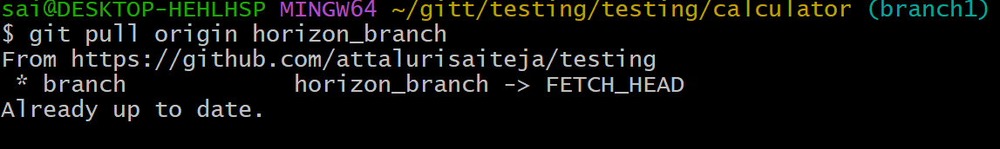 sai@DESKTOP-HEHLHSP MINGW64 ~/gitt/testing/testing/calculator (branch1)
$ git pull origin horizon_branch
From https://github.com/attalurisaiteja/testing
 * branch            horizon_branch -> FETCH_HEAD
Already up to date.